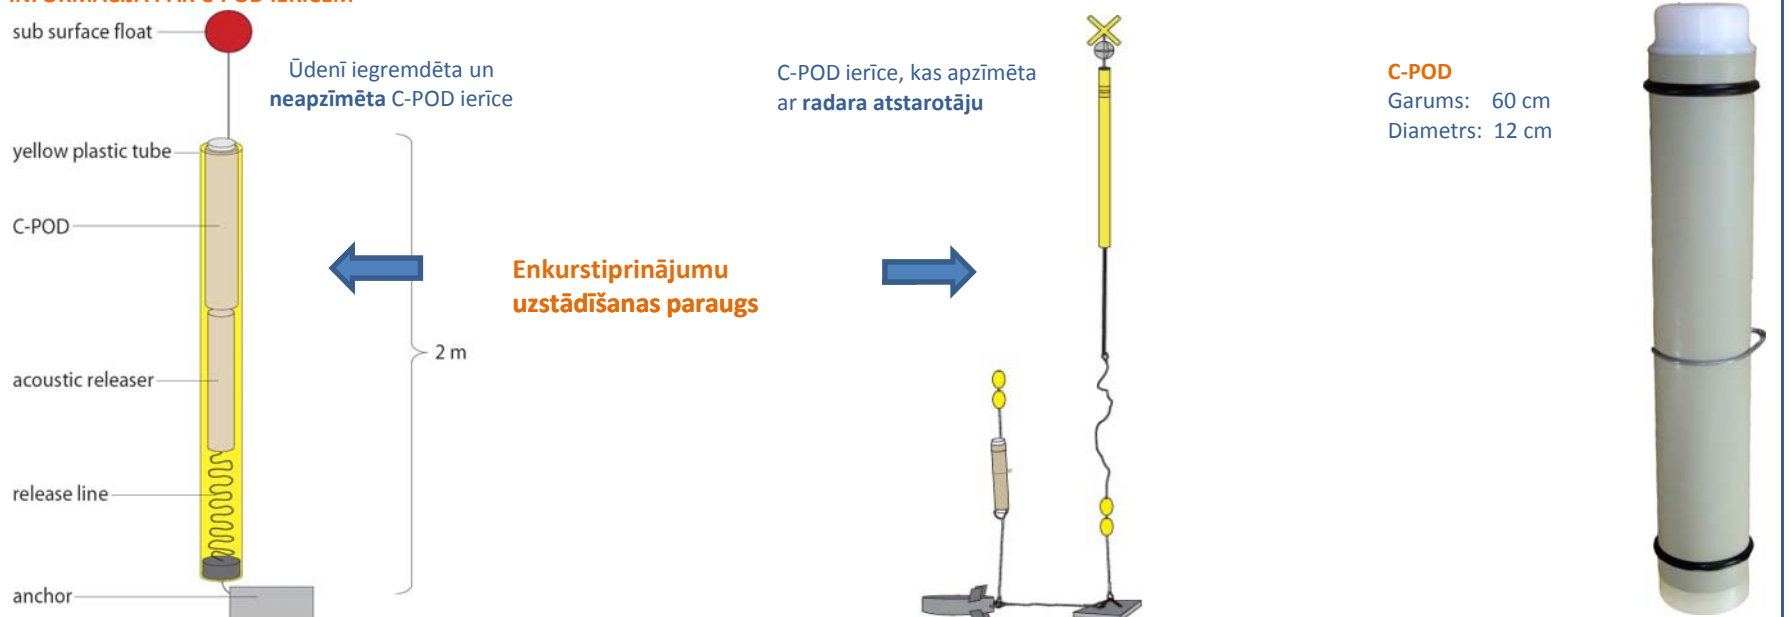 sub surface float
Ūdenī iegremdēta un
neapzīmēta C-POD ierīce
C-POD ierīce, kas apzīmēta
ar radara atstarotāju
C-POD
Garums: 60 cm
Diametrs: 12 cm
yellow plastic tube
C-POD
Enkurstiprinājumu
uzstādīšanas paraugs
2 m
acoustic releaser
release line
anchor